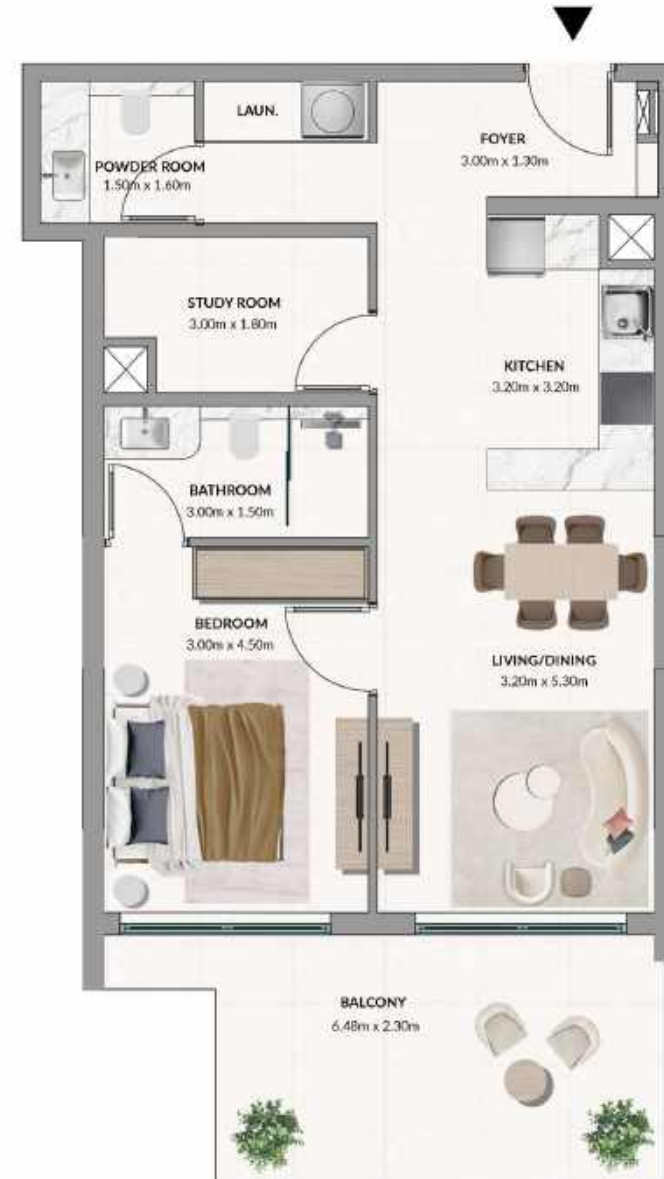 LAUN.
FOYER
3.00m x 1.30m
POWDER ROOM
1.50m x 1.60m
STUDY ROOM
3.00m x 1.80m
KITCHEN
3.20m x 3.20m
BATHROOM
3.00m x 1.50m
BEDROOM
3.00m x 4.50m
LIVING/DINING
3.20m x 5.30m
BALCONY
6.48m x 2.30m